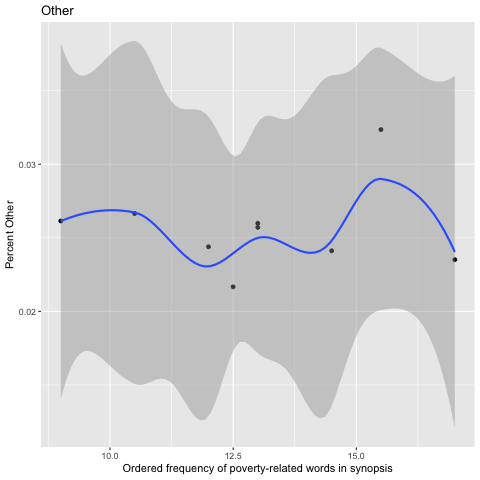 Other
Percent Other
0.03
0.02
10.0
12.5
15.0
Ordered frequency of poverty-related words in synopsis